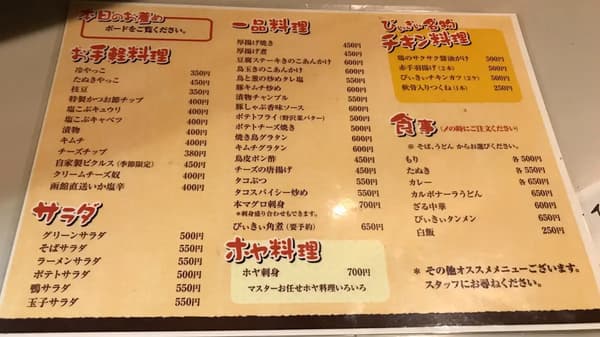 本日のお薦め
ボードをご覧ください。
お手軽料理
冷やっこ 350円
たぬきやっこ 450円
枝豆 350円
特製かつお節チップ 400円
塩こぶキュウリ 400円
塩こぶキャベツ 400円
漬物 400円
キムチ 400円
チーズチップ 380円
自家製ピクルス(季節限定) 450円
クリームチーズ奴 400円
函館直送いか塩辛 400円
サラダ
グリーンサラダ 500円
そばサラダ 550円
ラーメンサラダ 550円
ポテトサラダ 500円
鴨サラダ 550円
玉子サラダ 550円
一品料理
厚揚げ焼き 450円
厚揚げ煮 450円
豆腐ステーキきのこあんかけ 600円
鳥玉きのこあんかけ 600円
鳥と葱の炒めタレ塩 550円
豚キムチ炒め 600円
漬物チャンプル 550円
豚しゃぶ香味ソース 600円
ポテトフライ(野沢菜バター) 500円
ポテトチーズ焼き 500円
焼き鳥グラタン 600円
キムチグラタン 600円
鳥皮ポン酢 450円
チーズの唐揚げ 450円
タコぶつ 550円
タコスパイシー炒め 550円
本マグロ刺身 700円
*刺身盛り合わせもできます。
びぃきぃ角煮(要予約) 650円
ホヤ料理
ホヤ刺身 700円
マスターお任せホヤ料理いろいろ
びぃきぃ名物
チキン料理
鶏のサクサク醤油がけ 500円
赤手羽揚げ(2本) 500円
びぃきぃチキンカツ(2ケ) 500円
軟骨入りつくね(1本) 250円
食事(〆の時にご注文ください)
※ そば、うどん からお選びください。
もり 各500円
たぬき 各550円
カレー 各650円
カルボナーラうどん 650円
ざる中華 600円
びぃきぃタンメン 650円
白飯 250円
※ その他オススメメニューございます。
スタッフにお尋ねください。